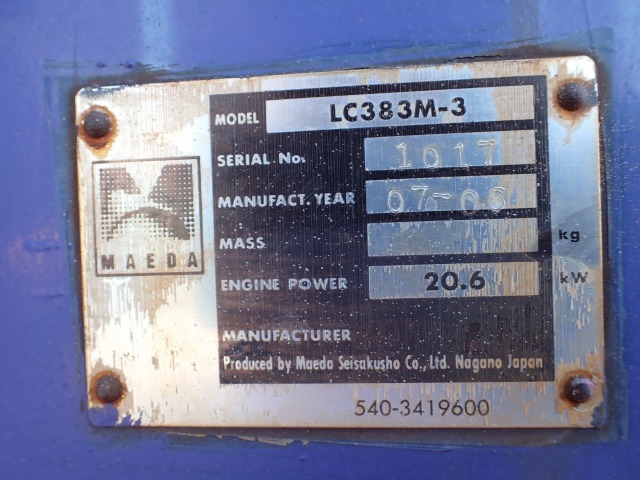 MODEL LC383M-3
SERIAL No. 1017
MANUFACT. YEAR 07-06
MASS kg
ENGINE POWER 20.6 kW
MAEDA
MANUFACTURER
Produced by Maeda Seisakusho Co., Ltd. Nagano Japan
540-3419600